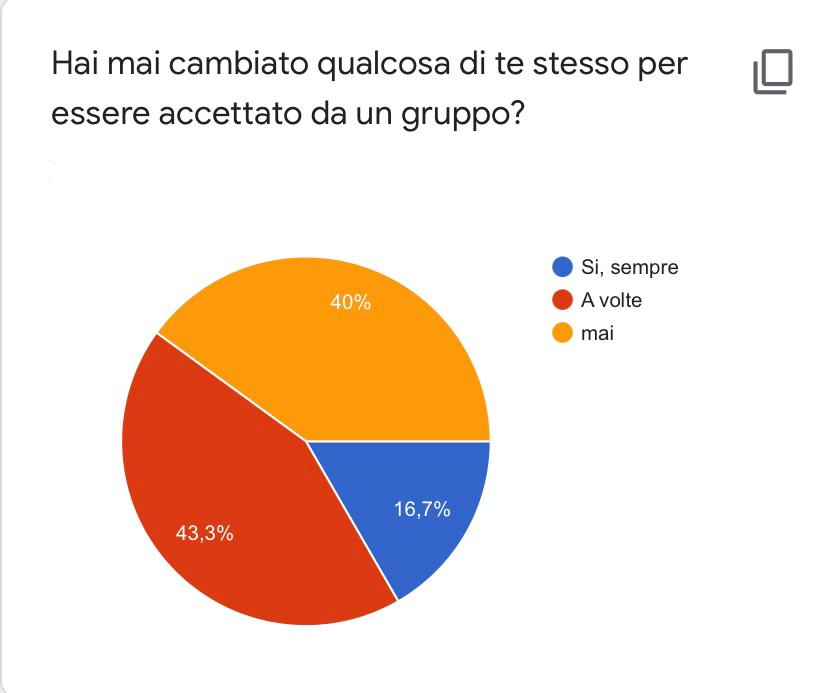 Hai mai cambiato qualcosa di te stesso per
essere accettato da un gruppo?
Si, sempre
A volte
mai
40%
43,3%
16,7%